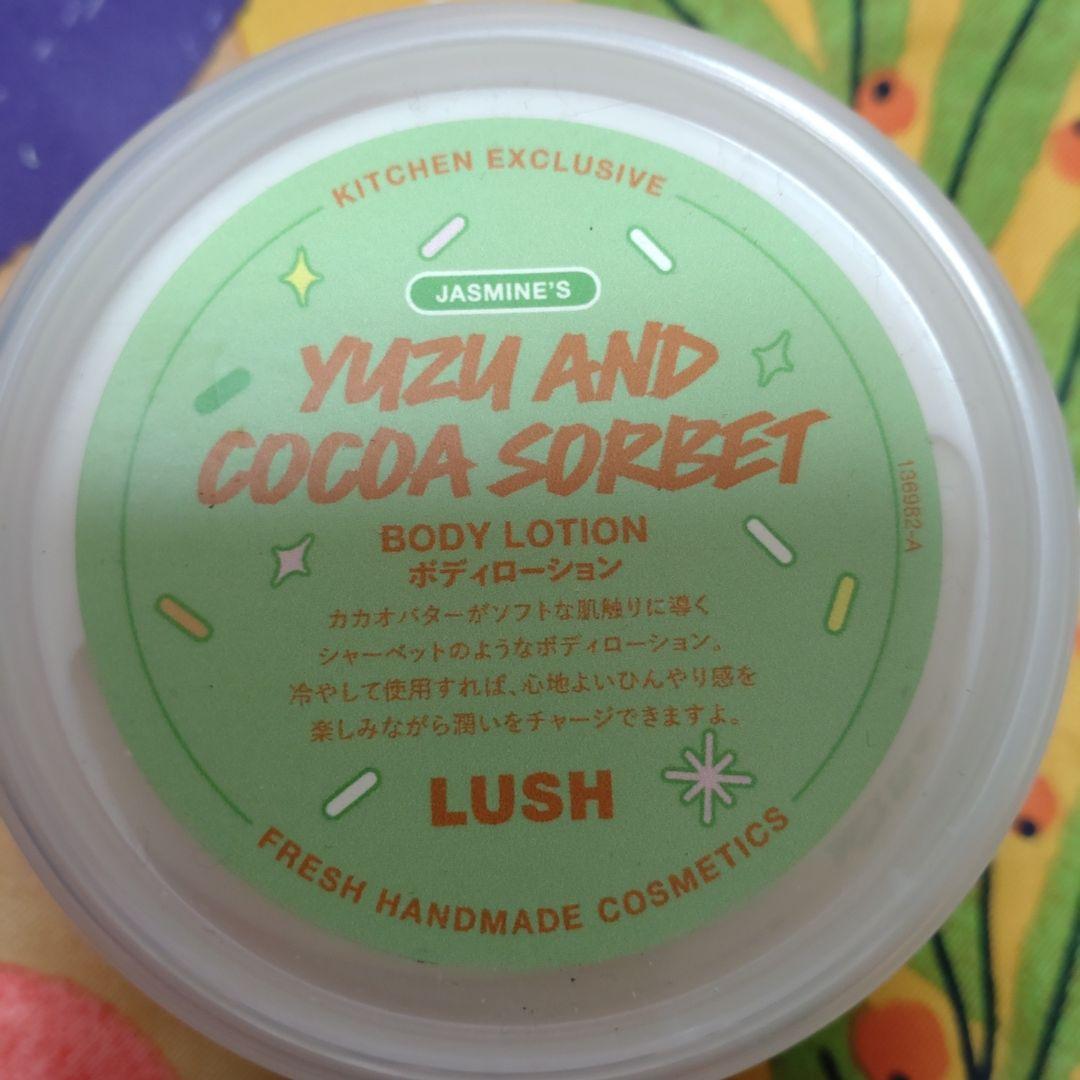 KITCHEN EXCLUSIVE
JASMINE'S
YUZU AND
COCOA SORBET
BODY LOTION
ボディローション
カカオバターがソフトな肌触りに導く
シャーベットのようなボディローション。
冷やして使用すれば、心地よいひんやり感を
楽しみながら潤いをチャージできますよ。
LUSH
FRESH HANDMADE COSMETICS
136982-A